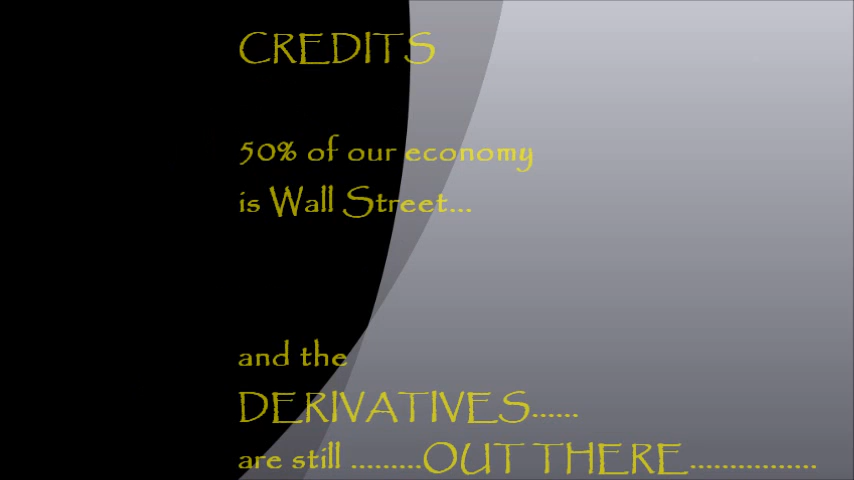 CREDITS
50% of our economy
is Wall Street...
and the
DERIVATIVES......
are still .........OUT THERE................